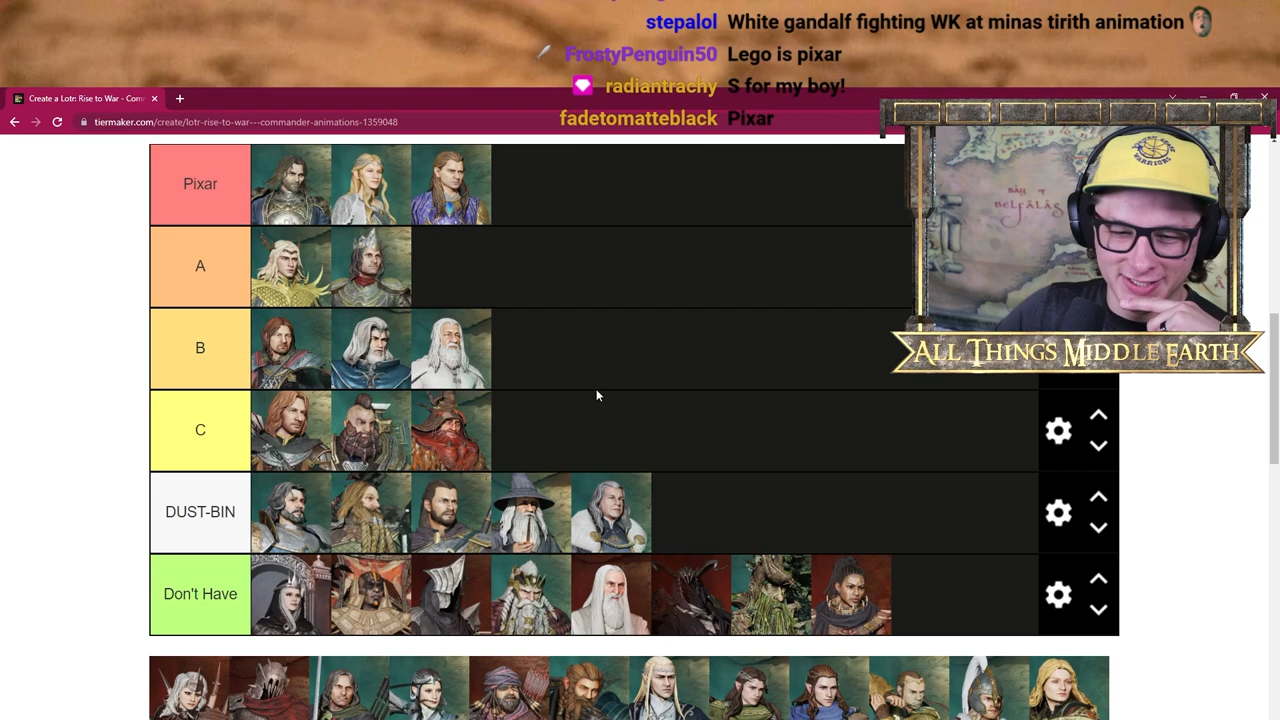 stepalol White gandalf fighting WK at minas tirith animation
FrostyPenguin50 Lego is pixar
radiantrachy S for my boy!
fadetomatteblack Pixar
Create a Lotr: Rise to War - Com
tiermaker.com/create/lotr-rise-to-war---commander-animations-1359048
Pixar
A
B
C
DUST-BIN
Don't Have
BELFALAS
ALL THINGS MIDDLE EARTH